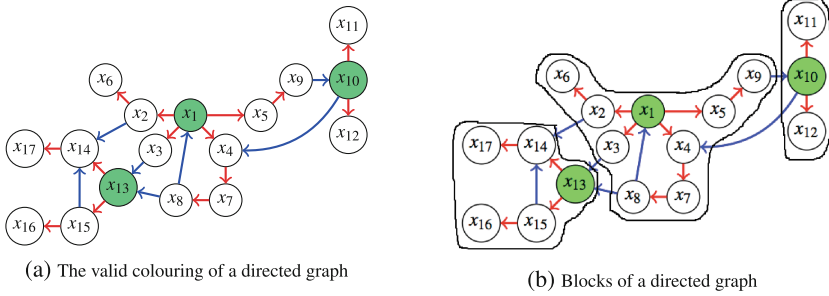 x11
x6 x9 x10
x2 x1 x5
x12
x17 x14 x3 x4
x13 x8 x7
x16 x15
(a) The valid colouring of a directed graph
x11
x6 x9 x10
x2 x1 x5
x12
x17 x14 x3 x4
x13 x8 x7
x16 x15
(b) Blocks of a directed graph